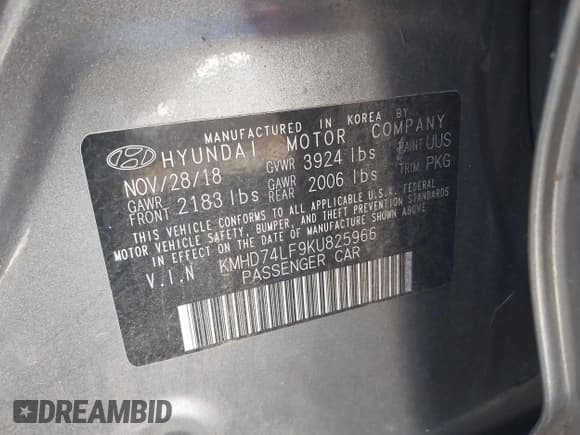 MANUFACTURED IN KOREA BY
HYUNDAI MOTOR COMPANY
NOV/28/18 GVWR 3924 lbs PAINT UUS
GAWR FRONT 2183 lbs GAWR REAR 2006 lbs TRIM PKG
THIS VEHICLE CONFORMS TO ALL APPLICABLE U.S.A. FEDERAL
MOTOR VEHICLE SAFETY, BUMPER, AND THEFT PREVENTION STANDARDS
IN EFFECT ON THE DATE OF MANUFACTURE SHOWN ABOVE.
V.I.N KMHD74LF9KU825966
PASSENGER CAR
DREAMBID